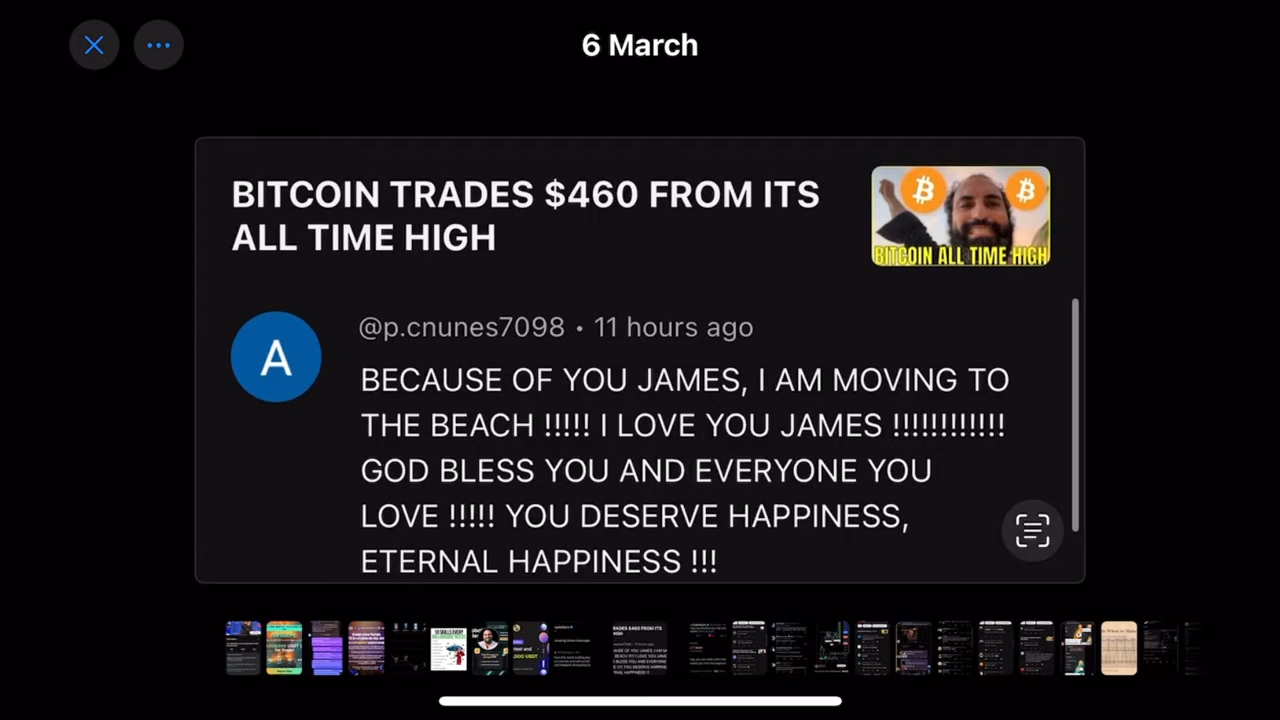 6 March
BITCOIN TRADES $460 FROM ITS
ALL TIME HIGH
BITCOIN ALL TIME HIGH
@p.cnunes7098 • 11 hours ago
A
BECAUSE OF YOU JAMES, I AM MOVING TO
THE BEACH !!!!! I LOVE YOU JAMES !!!!!!!!!!!!
GOD BLESS YOU AND EVERYONE YOU
LOVE !!!!! YOU DESERVE HAPPINESS,
ETERNAL HAPPINESS !!!